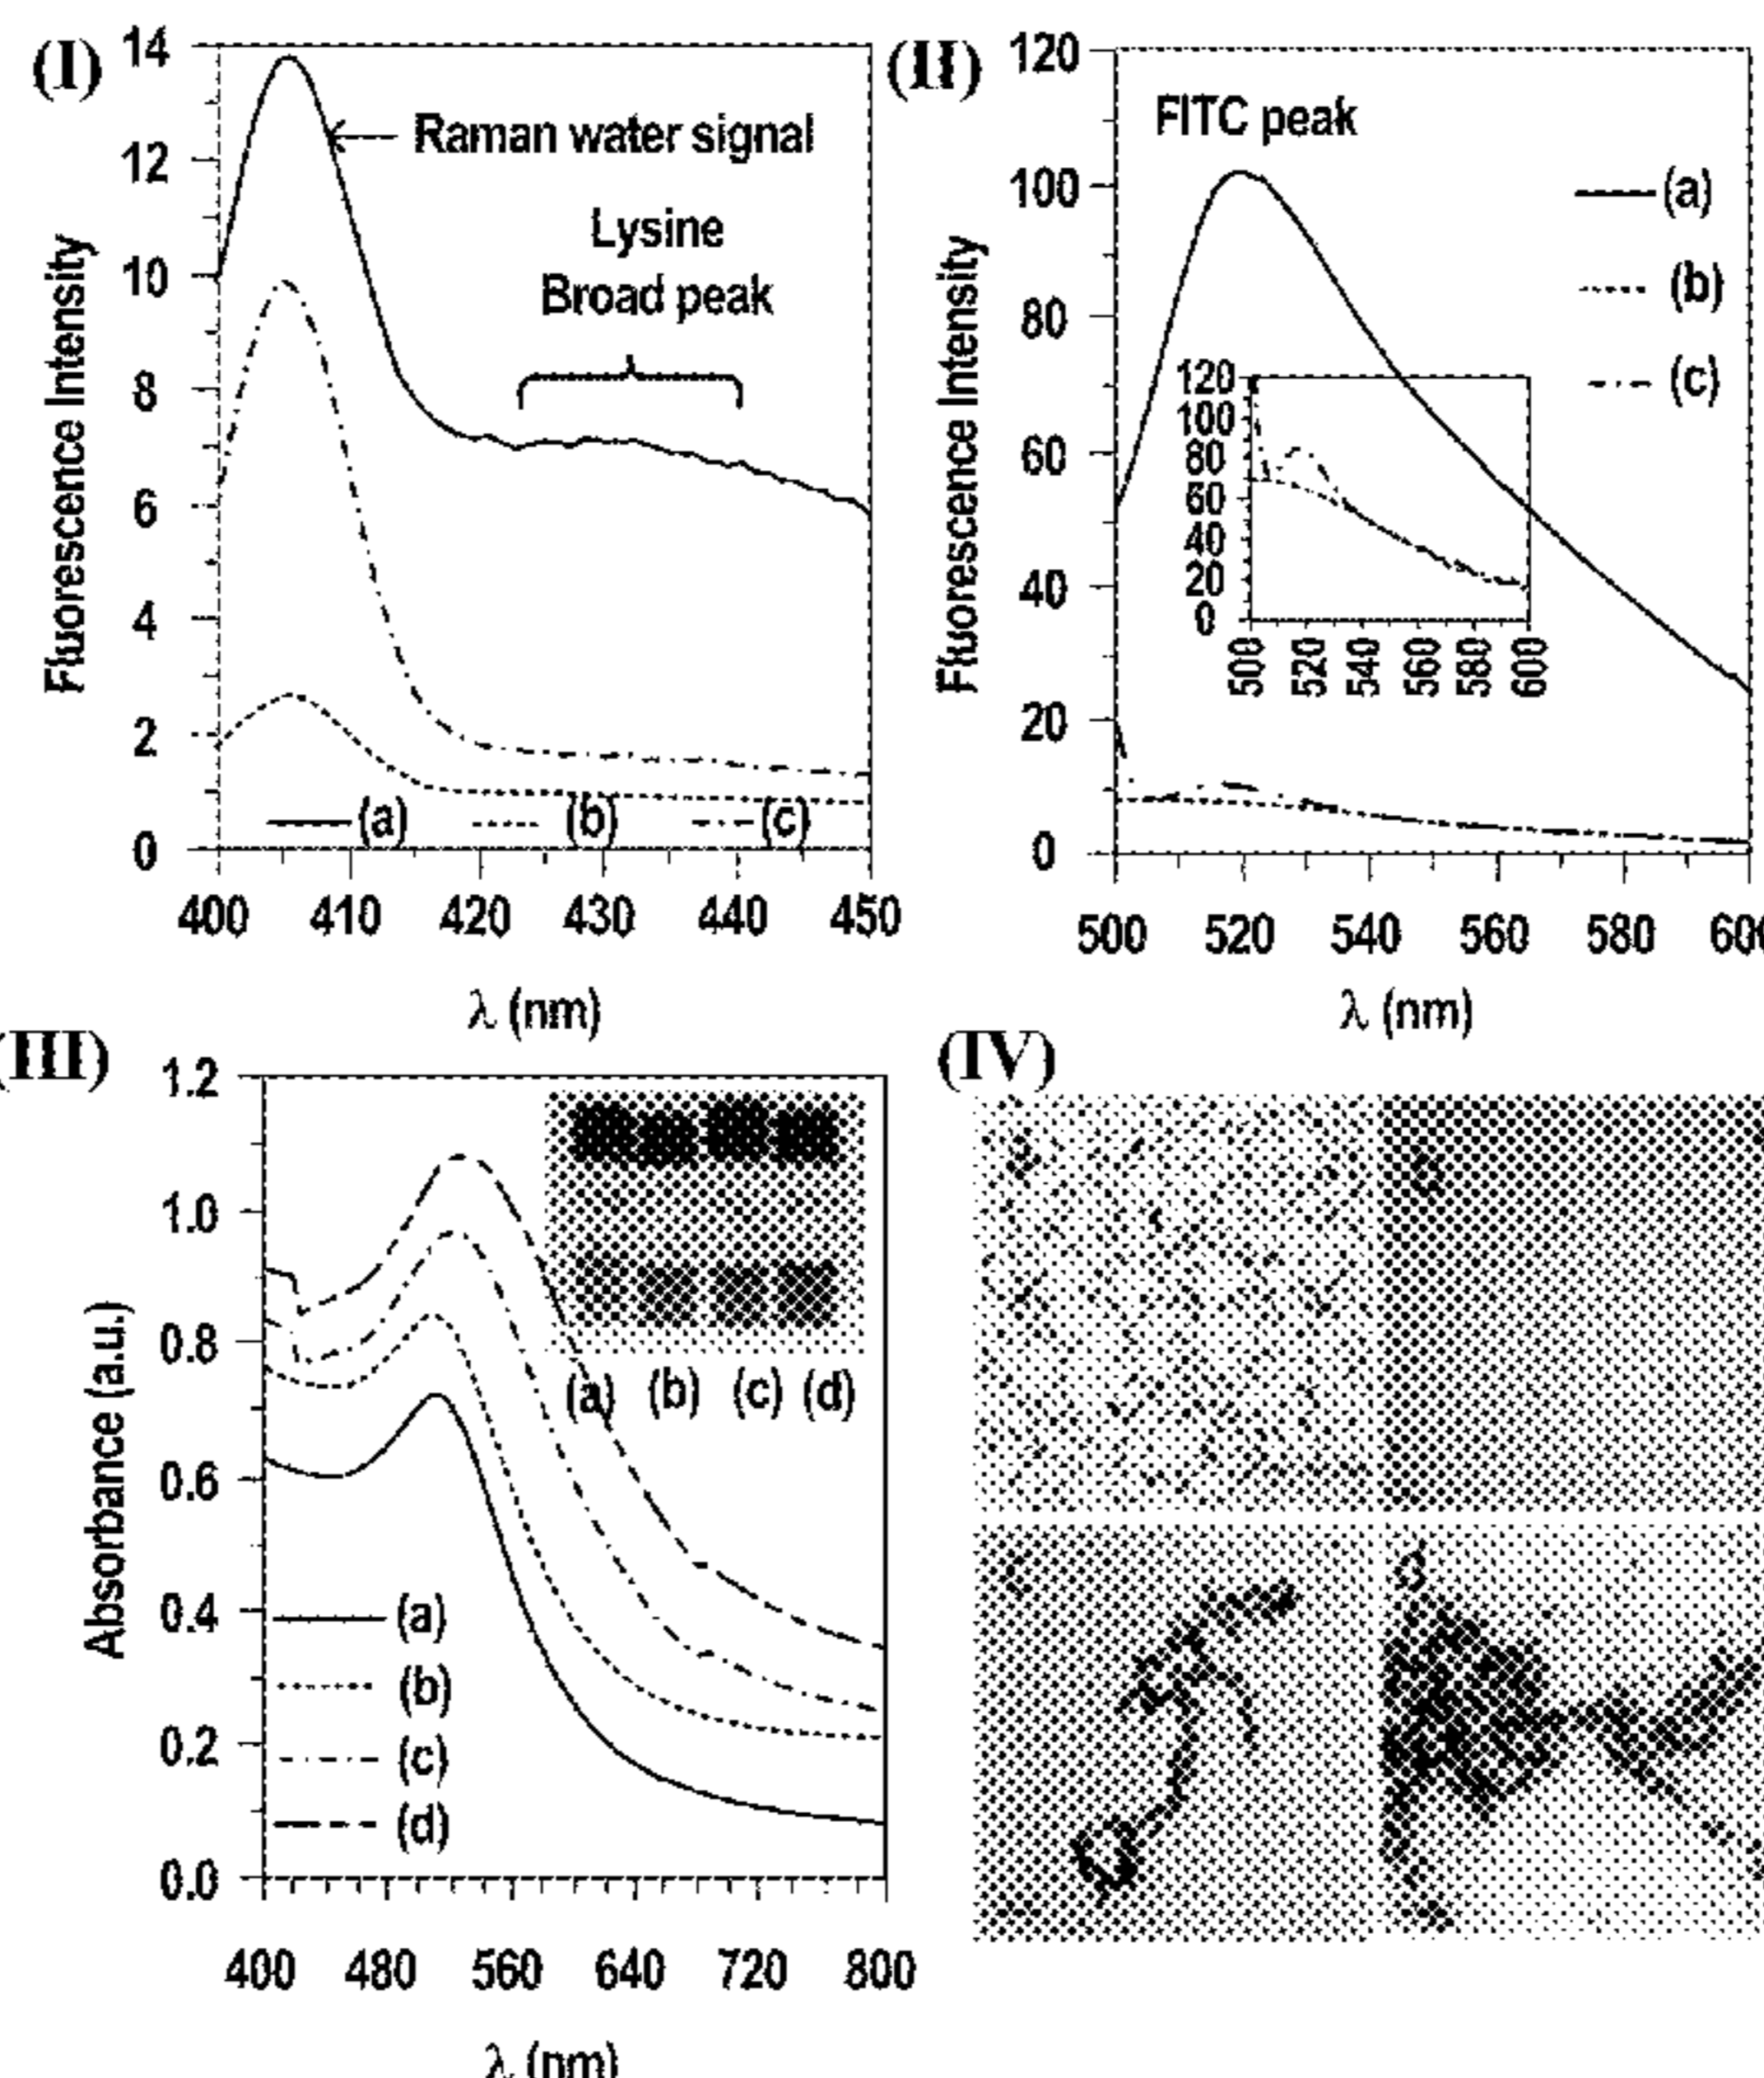 (I)
14
12
10
8
6
4
2
0
Fluorescence Intensity
Raman water signal
Lysine
Broad peak
(a) (b) (c)
400 410 420 430 440 450
λ (nm)
(II)
120
100
80
60
40
20
0
Fluorescence Intensity
FITC peak
(a)
(b)
(c)
120
100
80
60
40
20
0
500 520 540 560 580 600
500 520 540 560 580 600
λ (nm)
(III)
1.2
1.0
0.8
0.6
0.4
0.2
0.0
Absorbance (a.u.)
(a) (b) (c) (d)
(a)
(b)
(c)
(d)
400 480 560 640 720 800
λ (nm)
(IV)